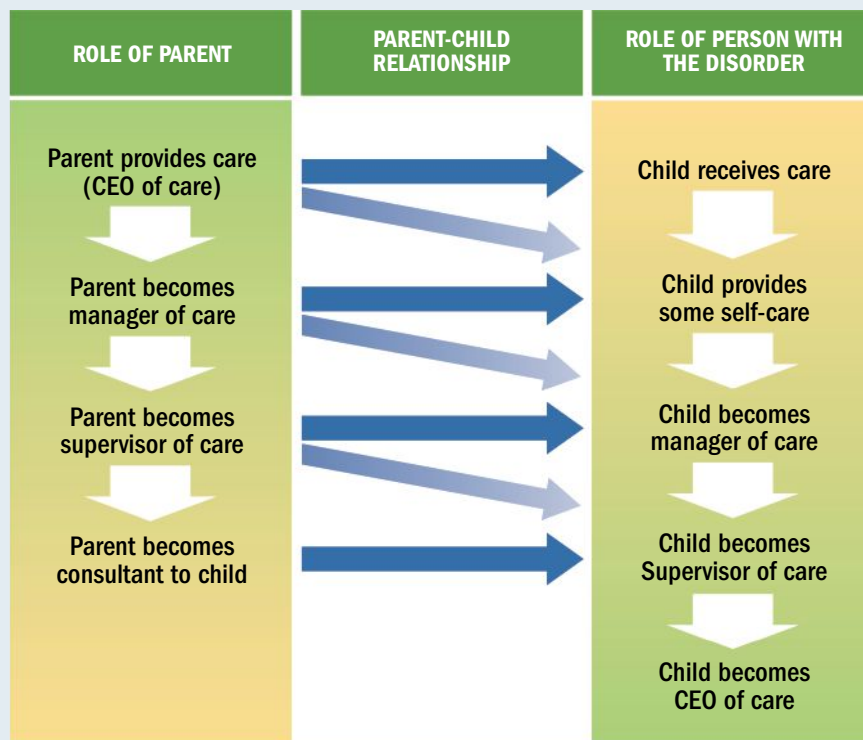 ROLE OF PARENT
PARENT-CHILD
RELATIONSHIP
ROLE OF PERSON WITH
THE DISORDER
Parent provides care
(CEO of care)
Child receives care
Parent becomes
manager of care
Child provides
some self-care
Parent becomes
supervisor of care
Child becomes
manager of care
Parent becomes
consultant to child
Child becomes
Supervisor of care
Child becomes
CEO of care